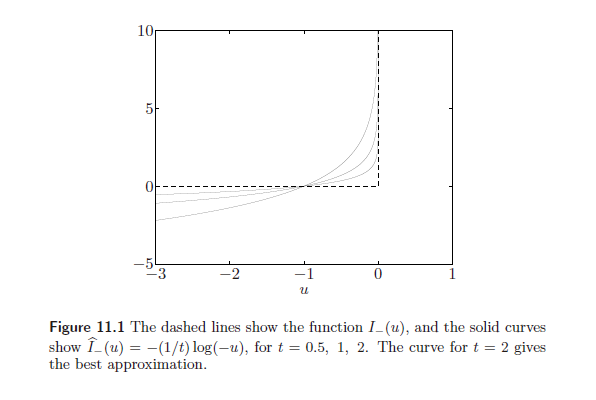 10
5
0
−5
−3 −2 −1 0 1
u
Figure 11.1 The dashed lines show the function I₋(u), and the solid curves
show Î₋(u) = −(1/t) log(−u), for t = 0.5, 1, 2. The curve for t = 2 gives
the best approximation.